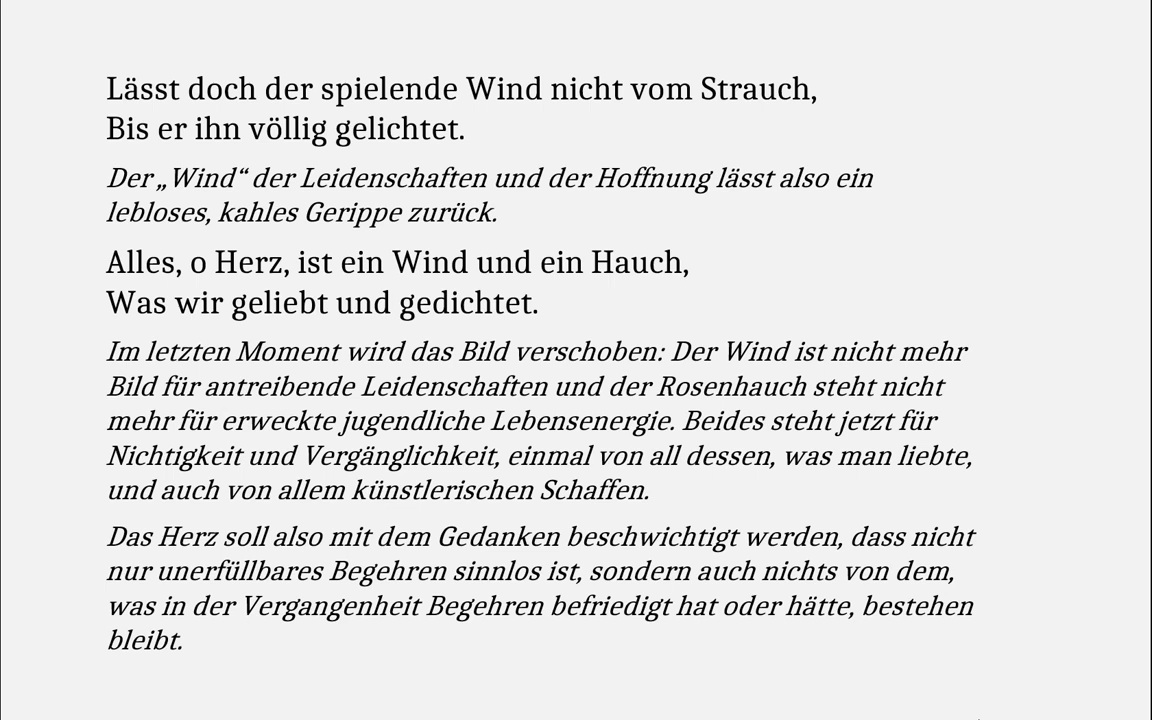 Lässt doch der spielende Wind nicht vom Strauch,
Bis er ihn völlig gelichtet.
Der „Wind“ der Leidenschaften und der Hoffnung lässt also ein
lebloses, kahles Gerippe zurück.
Alles, o Herz, ist ein Wind und ein Hauch,
Was wir geliebt und gedichtet.
Im letzten Moment wird das Bild verschoben: Der Wind ist nicht mehr
Bild für antreibende Leidenschaften und der Rosenhauch steht nicht
mehr für erweckte jugendliche Lebensenergie. Beides steht jetzt für
Nichtigkeit und Vergänglichkeit, einmal von all dessen, was man liebte,
und auch von allem künstlerischen Schaffen.
Das Herz soll also mit dem Gedanken beschwichtigt werden, dass nicht
nur unerfüllbares Begehren sinnlos ist, sondern auch nichts von dem,
was in der Vergangenheit Begehren befriedigt hat oder hätte, bestehen
bleibt.